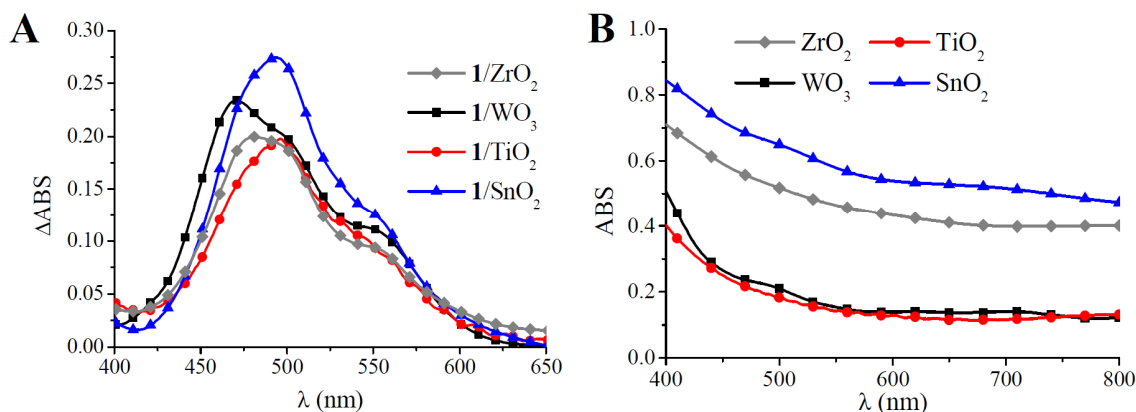 A
0.30
0.25
0.20
0.15
0.10
0.05
0.00
ΔABS
400 450 500 550 600 650
λ (nm)
1/ZrO₂
1/WO₃
1/TiO₂
1/SnO₂
B
1.0
0.8
0.6
0.4
0.2
0.0
ABS
400 500 600 700 800
λ (nm)
ZrO₂ TiO₂
WO₃ SnO₂